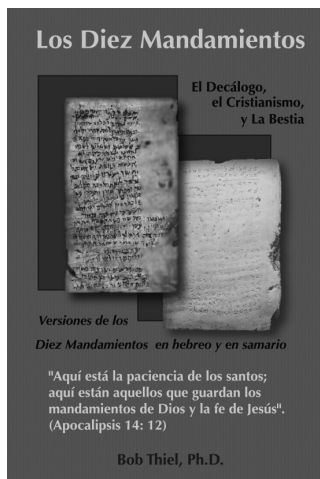 Los Diez Mandamientos
El Decálogo,
el Cristianismo,
y La Bestia
Versiones de los
Diez Mandamientos en hebreo y en samario
"Aquí está la paciencia de los santos;
aquí están aquellos que guardan los
mandamientos de Dios y la fe de Jesús".
(Apocalipsis 14: 12)
Bob Thiel, Ph.D.